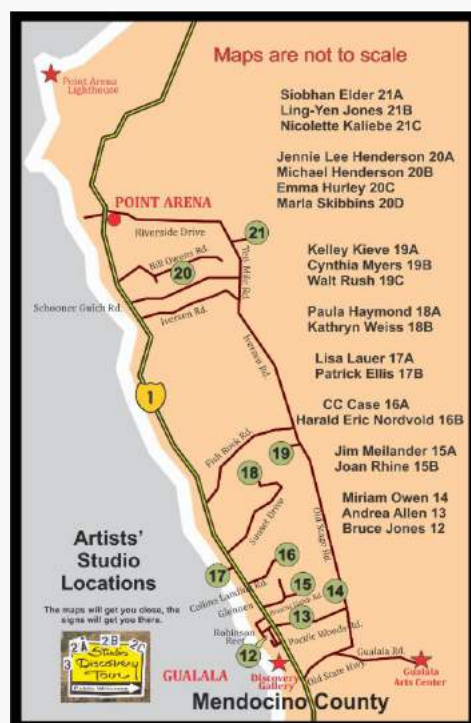 Maps are not to scale
Point Arena
Lighthouse
Siobhan Elder 21A
Ling-Yen Jones 21B
Nicolette Kaliebe 21C
Jennie Lee Henderson 20A
Michael Henderson 20B
Emma Hurley 20C
Marla Skibbins 20D
POINT ARENA
Riverside Drive
21
Ten Mile Rd.
Bill Owens Rd.
20
Kelley Kieve 19A
Cynthia Myers 19B
Walt Rush 19C
Schooner Gulch Rd.
Iversen Rd.
Iversen Rd.
Paula Haymond 18A
Kathryn Weiss 18B
Lisa Lauer 17A
Patrick Ellis 17B
1
CC Case 16A
Harald Eric Nordvold 16B
Fish Rock Rd.
19
Jim Meilander 15A
Joan Rhine 15B
18
Miriam Owen 14
Andrea Allen 13
Bruce Jones 12
Sunset Drive
Old Stage Rd.
Artists'
Studio
Locations
16
17
Collins Landing Rd.
15
14
The maps will get you close, the
signs will get you there.
Glennen
13
Robinson
Reef
Pacific Woods Rd.
12
2A 2B 2C
3
Studio
Discovery
Tour
GUALALA
Discovery
Gallery
Old State Hwy.
Gualala Rd.
Gualala
Arts Center
Mendocino County